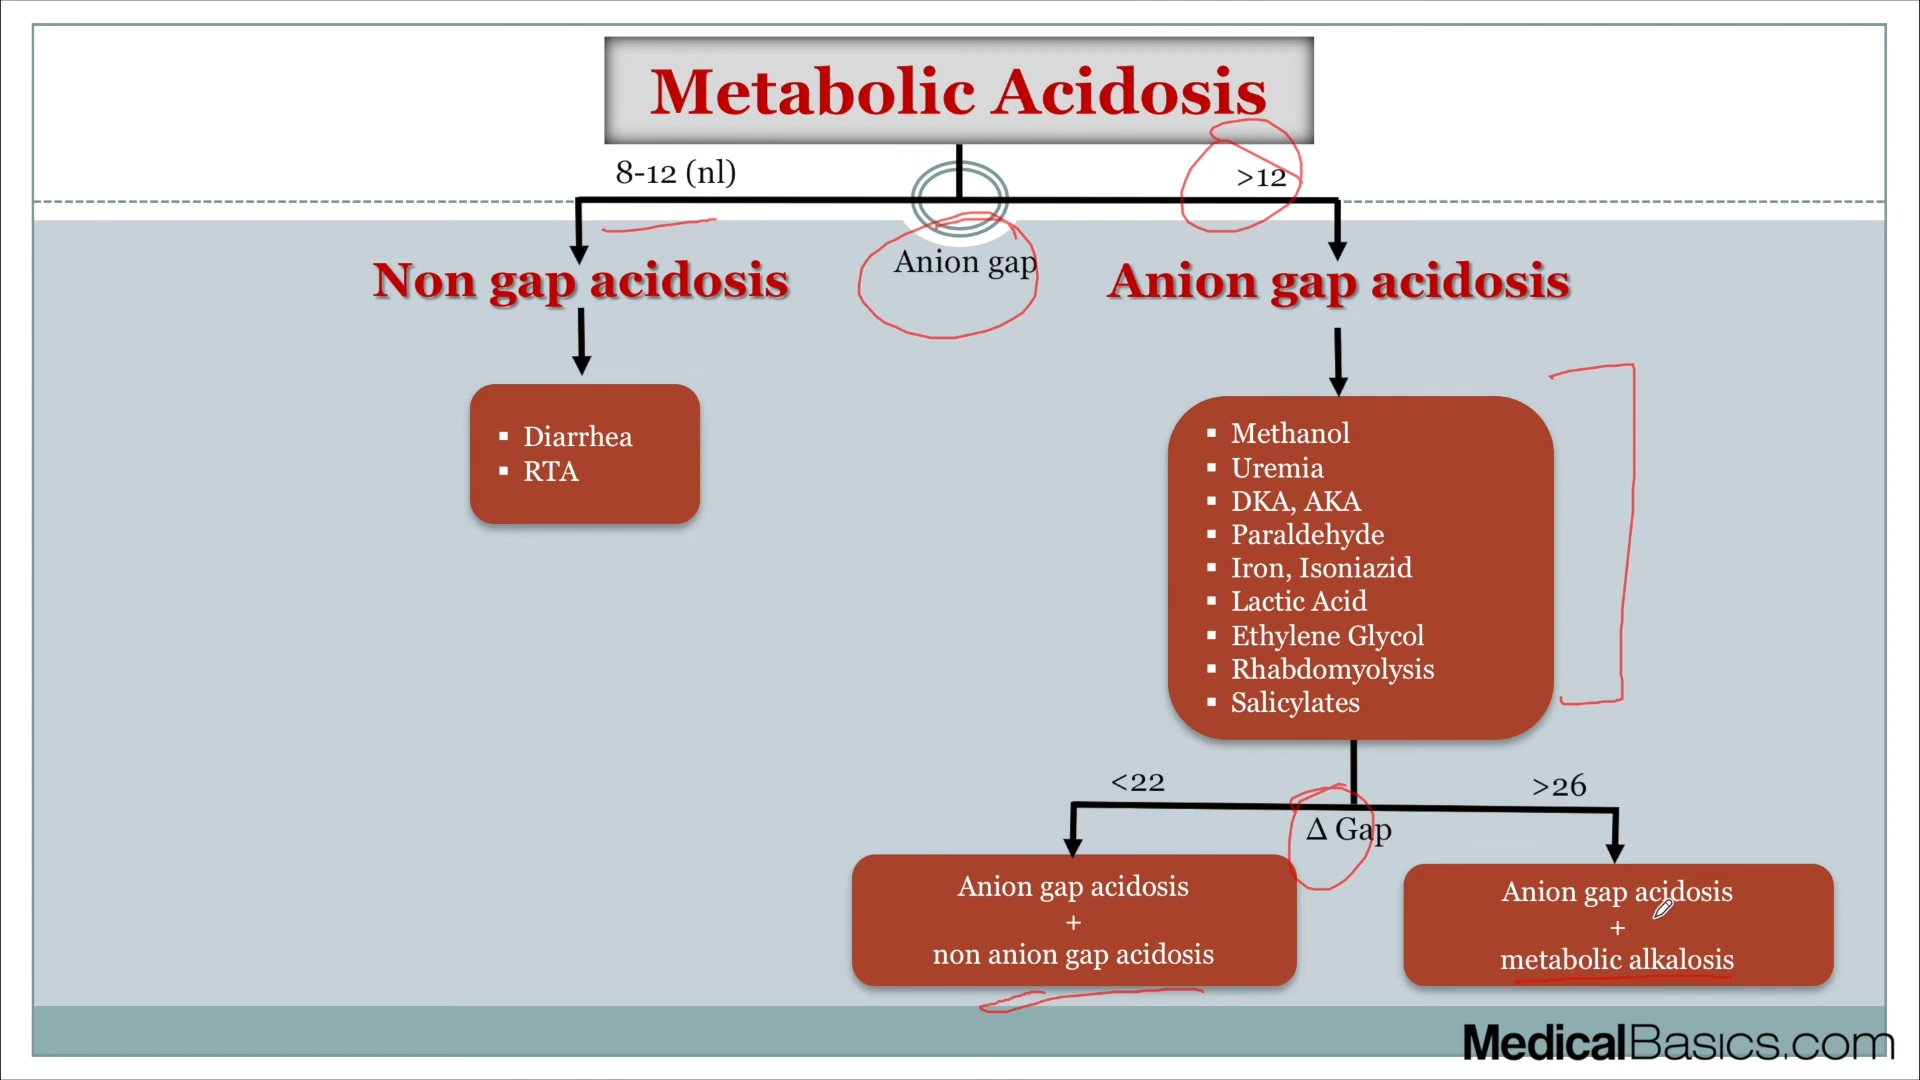 Metabolic Acidosis
8-12 (nl)
>12
Anion gap
Non gap acidosis
Anion gap acidosis
▪ Diarrhea
▪ RTA
▪ Methanol
▪ Uremia
▪ DKA, AKA
▪ Paraldehyde
▪ Iron, Isoniazid
▪ Lactic Acid
▪ Ethylene Glycol
▪ Rhabdomyolysis
▪ Salicylates
<22
>26
Δ Gap
Anion gap acidosis
+
non anion gap acidosis
Anion gap acidosis
+
metabolic alkalosis
MedicalBasics.com